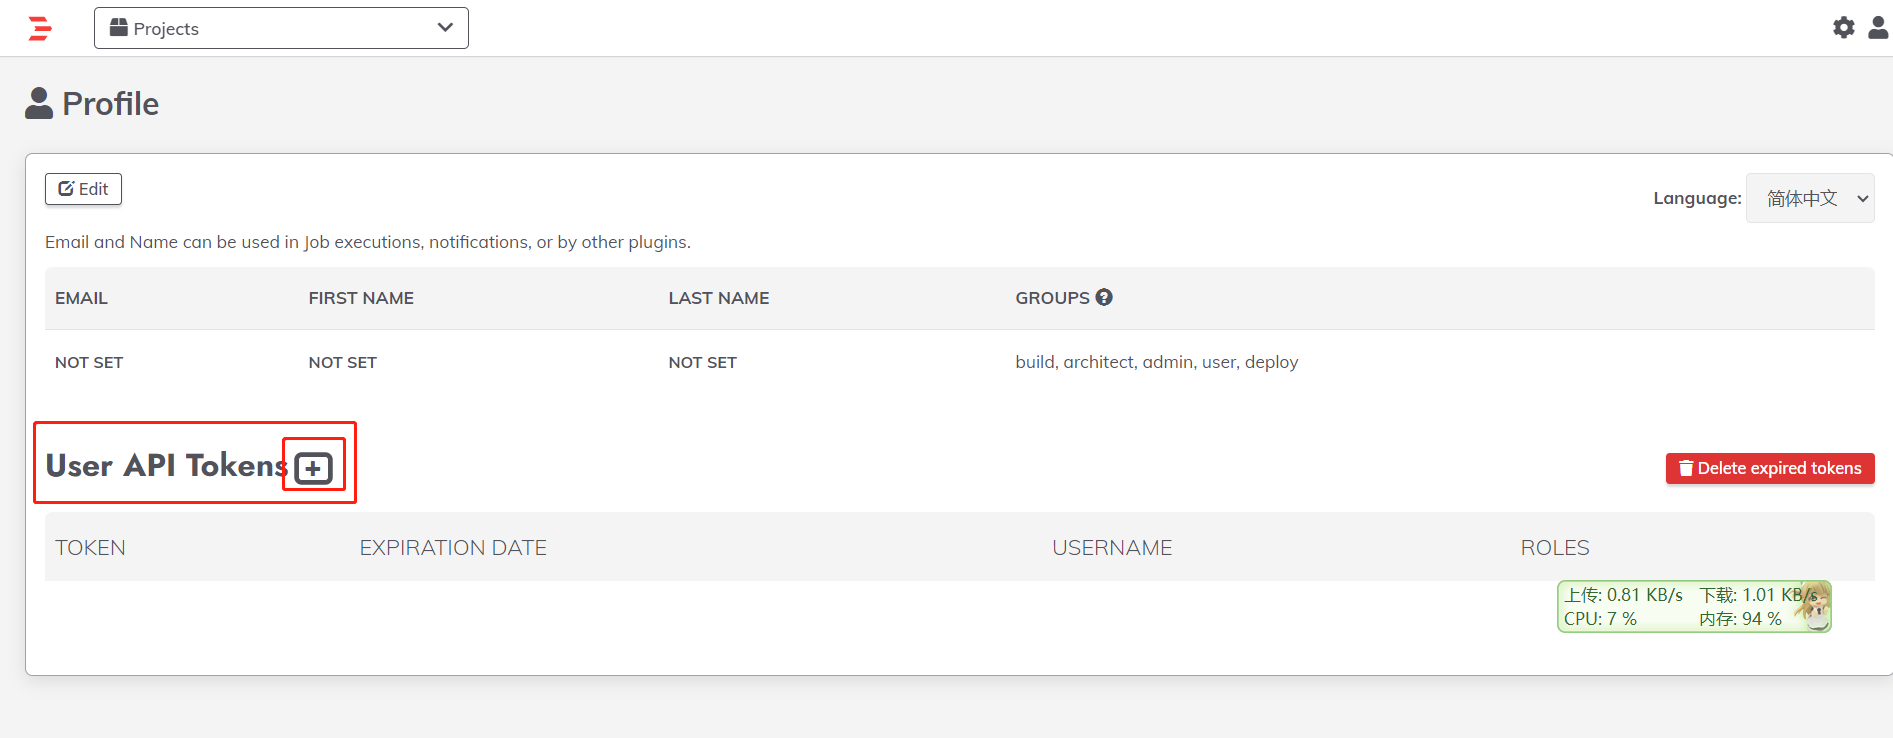 Projects
Profile
Edit
Language: 简体中文
Email and Name can be used in Job executions, notifications, or by other plugins.
EMAIL FIRST NAME LAST NAME GROUPS
NOT SET NOT SET NOT SET build, architect, admin, user, deploy
User API Tokens
Delete expired tokens
TOKEN EXPIRATION DATE USERNAME ROLES
上传: 0.81 KB/s 下载: 1.01 KB/s
CPU: 7 % 内存: 94 %